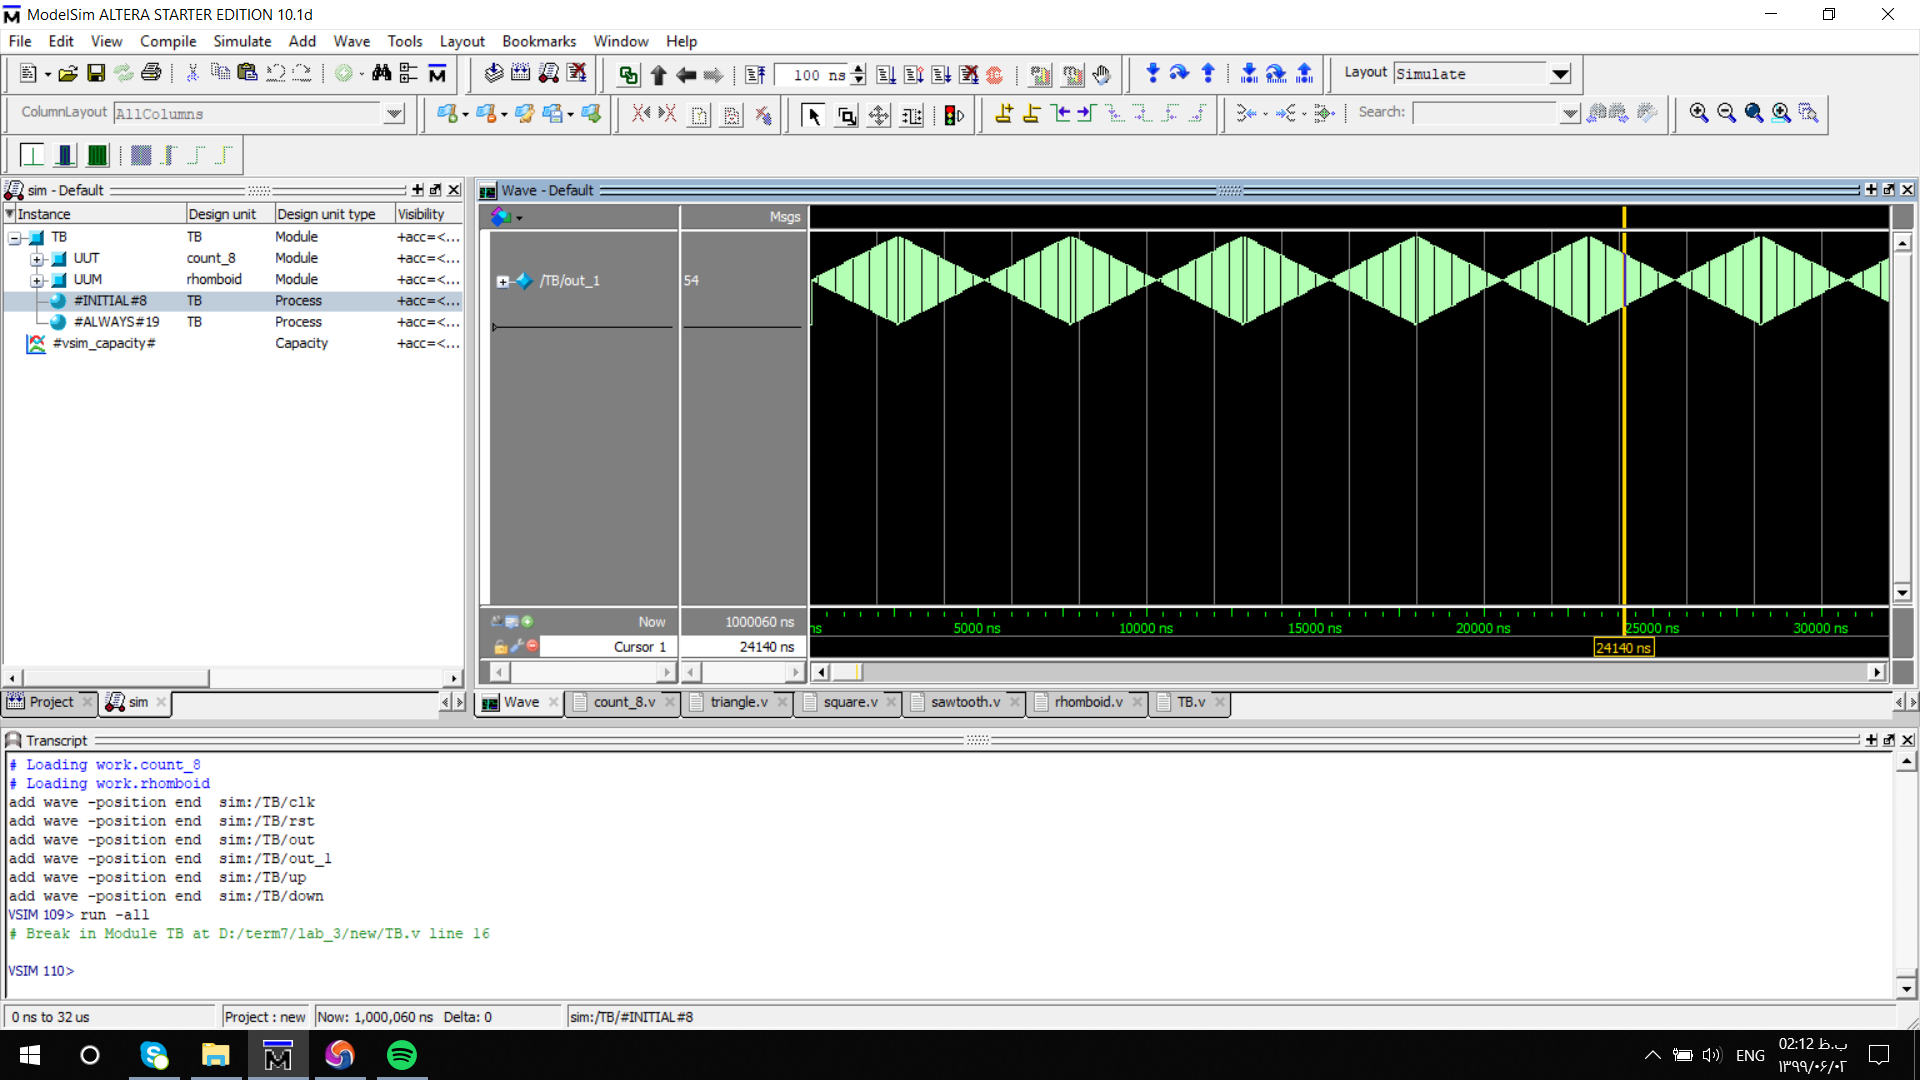 ModelSim ALTERA STARTER EDITION 10.1d
File Edit View Compile Simulate Add Wave Tools Layout Bookmarks Window Help
100 ns
Layout Simulate
ColumnLayout AllColumns
Search:
sim - Default
Instance Design unit Design unit type Visibility
TB TB Module +acc=<...
UUT count_8 Module +acc=<...
UUM rhomboid Module +acc=<...
#INITIAL#8 TB Process +acc=<...
#ALWAYS#19 TB Process +acc=<...
#vsim_capacity# Capacity +acc=<...
Wave - Default
Msgs
/TB/out_1 54
Now 1000060 ns
Cursor 1 24140 ns
ns 5000 ns 10000 ns 15000 ns 20000 ns 25000 ns 30000 ns
24140 ns
Project sim
Wave count_8.v triangle.v square.v sawtooth.v rhomboid.v TB.v
Transcript
# Loading work.count_8
# Loading work.rhomboid
add wave -position end sim:/TB/clk
add wave -position end sim:/TB/rst
add wave -position end sim:/TB/out
add wave -position end sim:/TB/out_1
add wave -position end sim:/TB/up
add wave -position end sim:/TB/down
VSIM 109> run -all
# Break in Module TB at D:/term7/lab_3/new/TB.v line 16
VSIM 110>
0 ns to 32 us Project : new Now: 1,000,060 ns Delta: 0 sim:/TB/#INITIAL#8
ENG
02:12 ب.ظ
۱۳۹۹/۰۶/۰۲